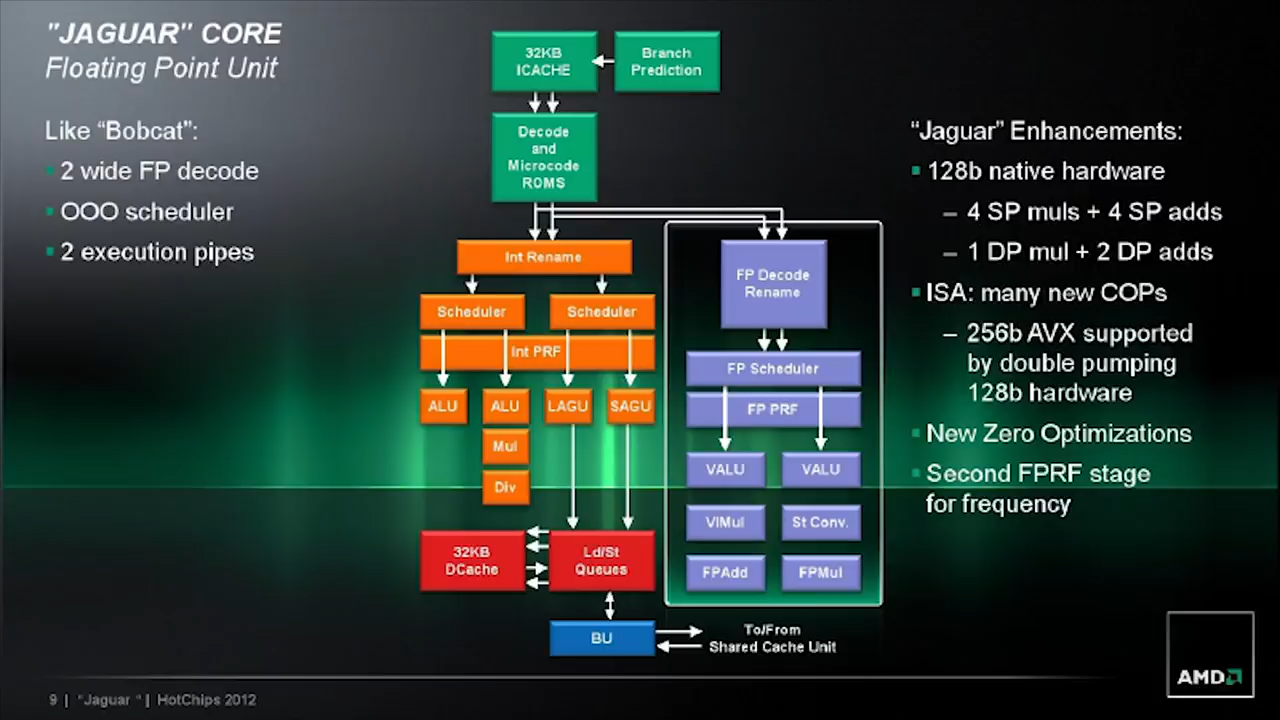 "JAGUAR" CORE
Floating Point Unit
Like “Bobcat”:
2 wide FP decode
OOO scheduler
2 execution pipes
32KB
ICACHE
Branch
Prediction
Decode
and
Microcode
ROMS
Int Rename
Scheduler
Scheduler
Int PRF
ALU
ALU
LAGU
SAGU
Mul
Div
32KB
DCache
Ld/St
Queues
BU
To/From
Shared Cache Unit
FP Decode
Rename
FP Scheduler
FP PRF
VALU
VALU
VIMul
St Conv.
FPAdd
FPMul
“Jaguar” Enhancements:
128b native hardware
– 4 SP muls + 4 SP adds
– 1 DP mul + 2 DP adds
ISA: many new COPs
– 256b AVX supported
by double pumping
128b hardware
New Zero Optimizations
Second FPRF stage
for frequency
9 | "Jaguar " | HotChips 2012
AMD